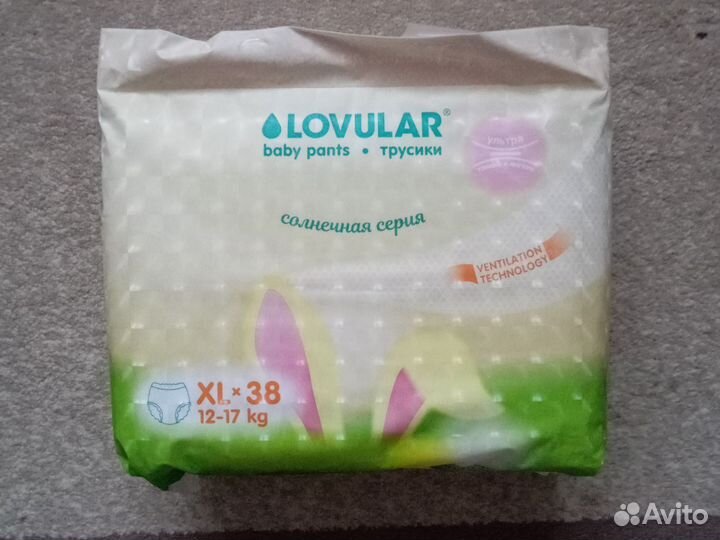 LOVULAR®
baby pants • трусики
ультра
солнечная серия
VENTILATION
TECHNOLOGY
XL × 38
12-17 kg
Avito